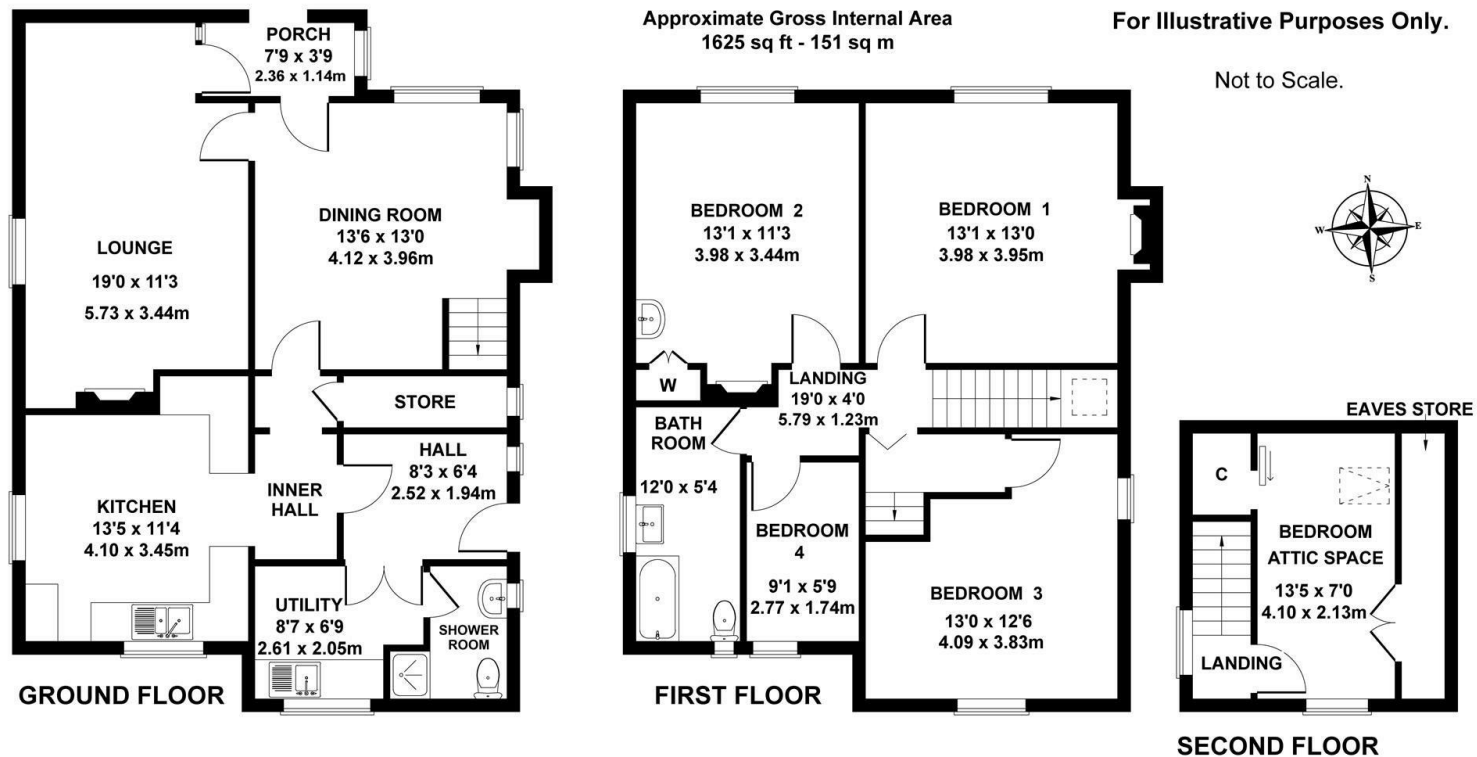 Approximate Gross Internal Area
1625 sq ft - 151 sq m
For Illustrative Purposes Only.
Not to Scale.
N
W
E
S
PORCH
7'9 x 3'9
2.36 x 1.14m
LOUNGE
19'0 x 11'3
5.73 x 3.44m
DINING ROOM
13'6 x 13'0
4.12 x 3.96m
STORE
HALL
8'3 x 6'4
2.52 x 1.94m
INNER
HALL
KITCHEN
13'5 x 11'4
4.10 x 3.45m
UTILITY
8'7 x 6'9
2.61 x 2.05m
SHOWER
ROOM
GROUND FLOOR
BEDROOM 2
13'1 x 11'3
3.98 x 3.44m
BEDROOM 1
13'1 x 13'0
3.98 x 3.95m
W
LANDING
19'0 x 4'0
5.79 x 1.23m
BATH
ROOM
12'0 x 5'4
BEDROOM
4
9'1 x 5'9
2.77 x 1.74m
BEDROOM 3
13'0 x 12'6
4.09 x 3.83m
FIRST FLOOR
EAVES STORE
C
BEDROOM
ATTIC SPACE
13'5 x 7'0
4.10 x 2.13m
LANDING
SECOND FLOOR